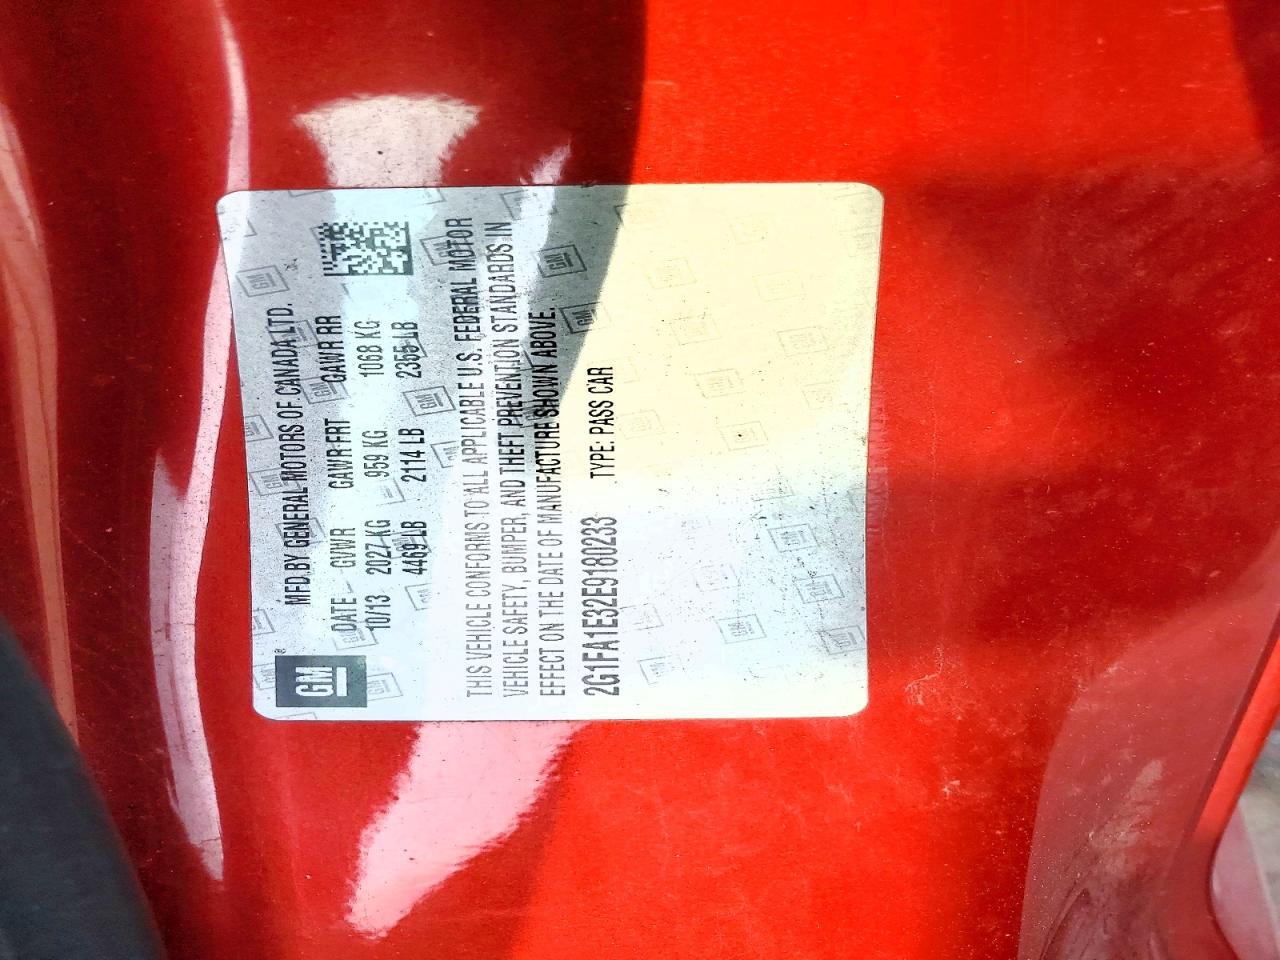 GM®
MFD BY GENERAL MOTORS OF CANADA LTD.
DATE GVWR GAWR FRT GAWR RR
10/13 2027 KG 959 KG 1068 KG
4469 LB 2114 LB 2355 LB
THIS VEHICLE CONFORMS TO ALL APPLICABLE U.S. FEDERAL MOTOR
VEHICLE SAFETY, BUMPER, AND THEFT PREVENTION STANDARDS IN
EFFECT ON THE DATE OF MANUFACTURE SHOWN ABOVE.
2G1FA1E32E9180233 TYPE: PASS CAR